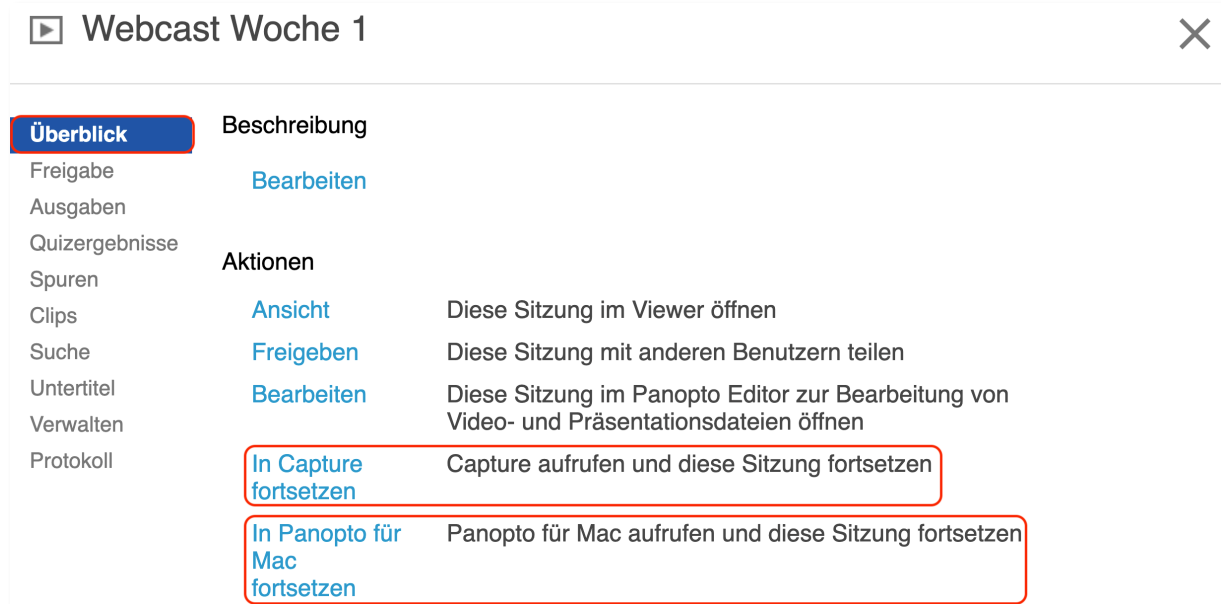 Webcast Woche 1
Überblick
Freigabe
Ausgaben
Quizergebnisse
Spuren
Clips
Suche
Untertitel
Verwalten
Protokoll
Beschreibung
Bearbeiten
Aktionen
Ansicht Diese Sitzung im Viewer öffnen
Freigeben Diese Sitzung mit anderen Benutzern teilen
Bearbeiten Diese Sitzung im Panopto Editor zur Bearbeitung von
Video- und Präsentationsdateien öffnen
In Capture Capture aufrufen und diese Sitzung fortsetzen
fortsetzen
In Panopto für Panopto für Mac aufrufen und diese Sitzung fortsetzen
Mac
fortsetzen